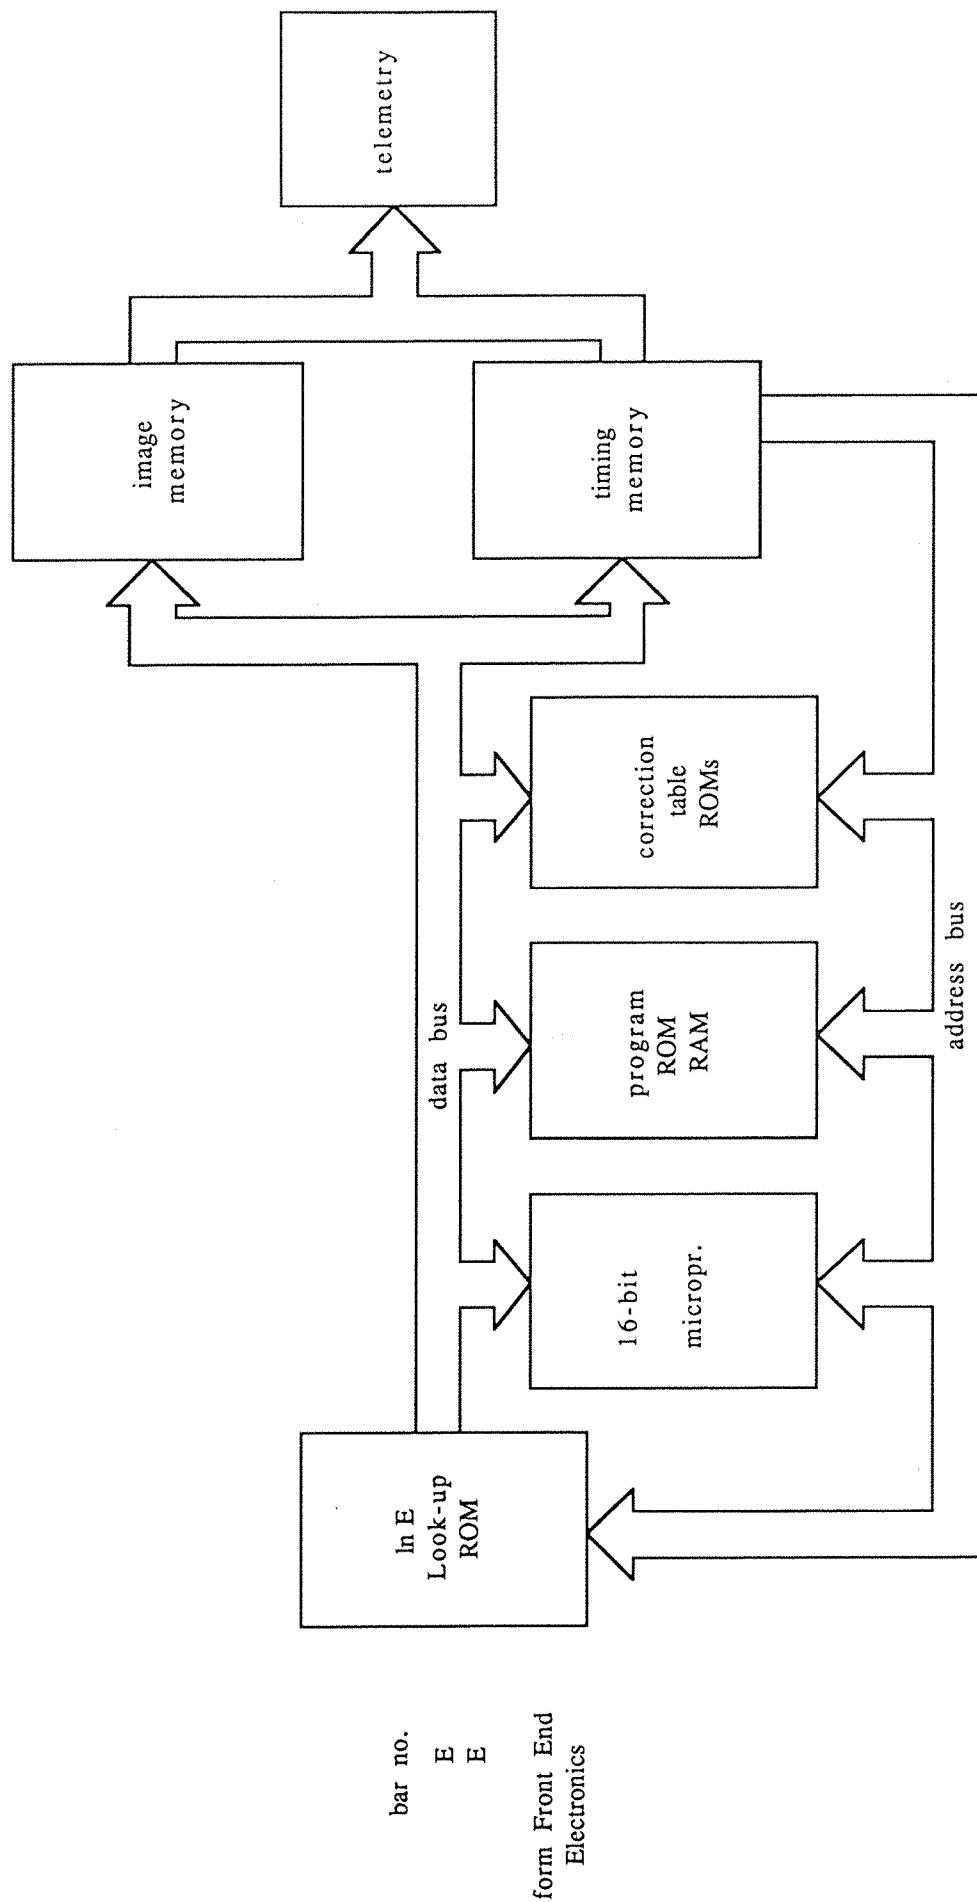 bar no.
E
E
form Front End
Electronics
ln E
Look-up
ROM
data bus
16-bit
micropr.
program
ROM
RAM
correction
table
ROMs
address bus
image
memory
timing
memory
telemetry